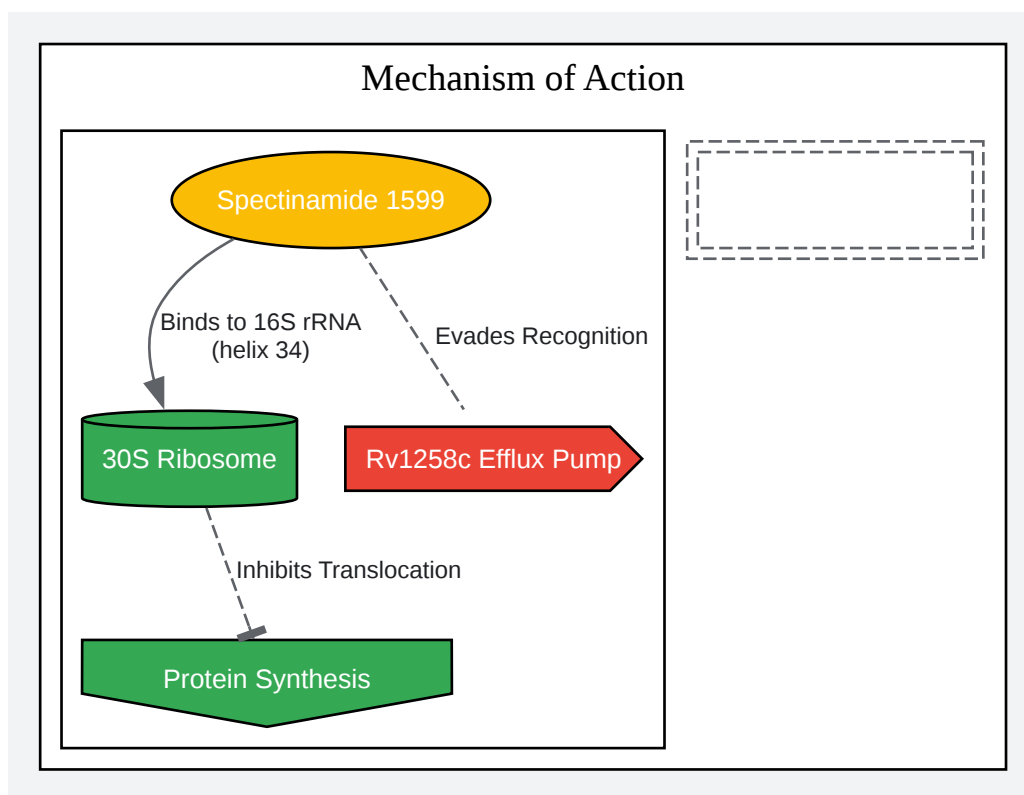 Mechanism of Action
Spectinamide 1599
Binds to 16S rRNA
(helix 34)
Evades Recognition
30S Ribosome
Rv1258c Efflux Pump
Inhibits Translocation
Protein Synthesis